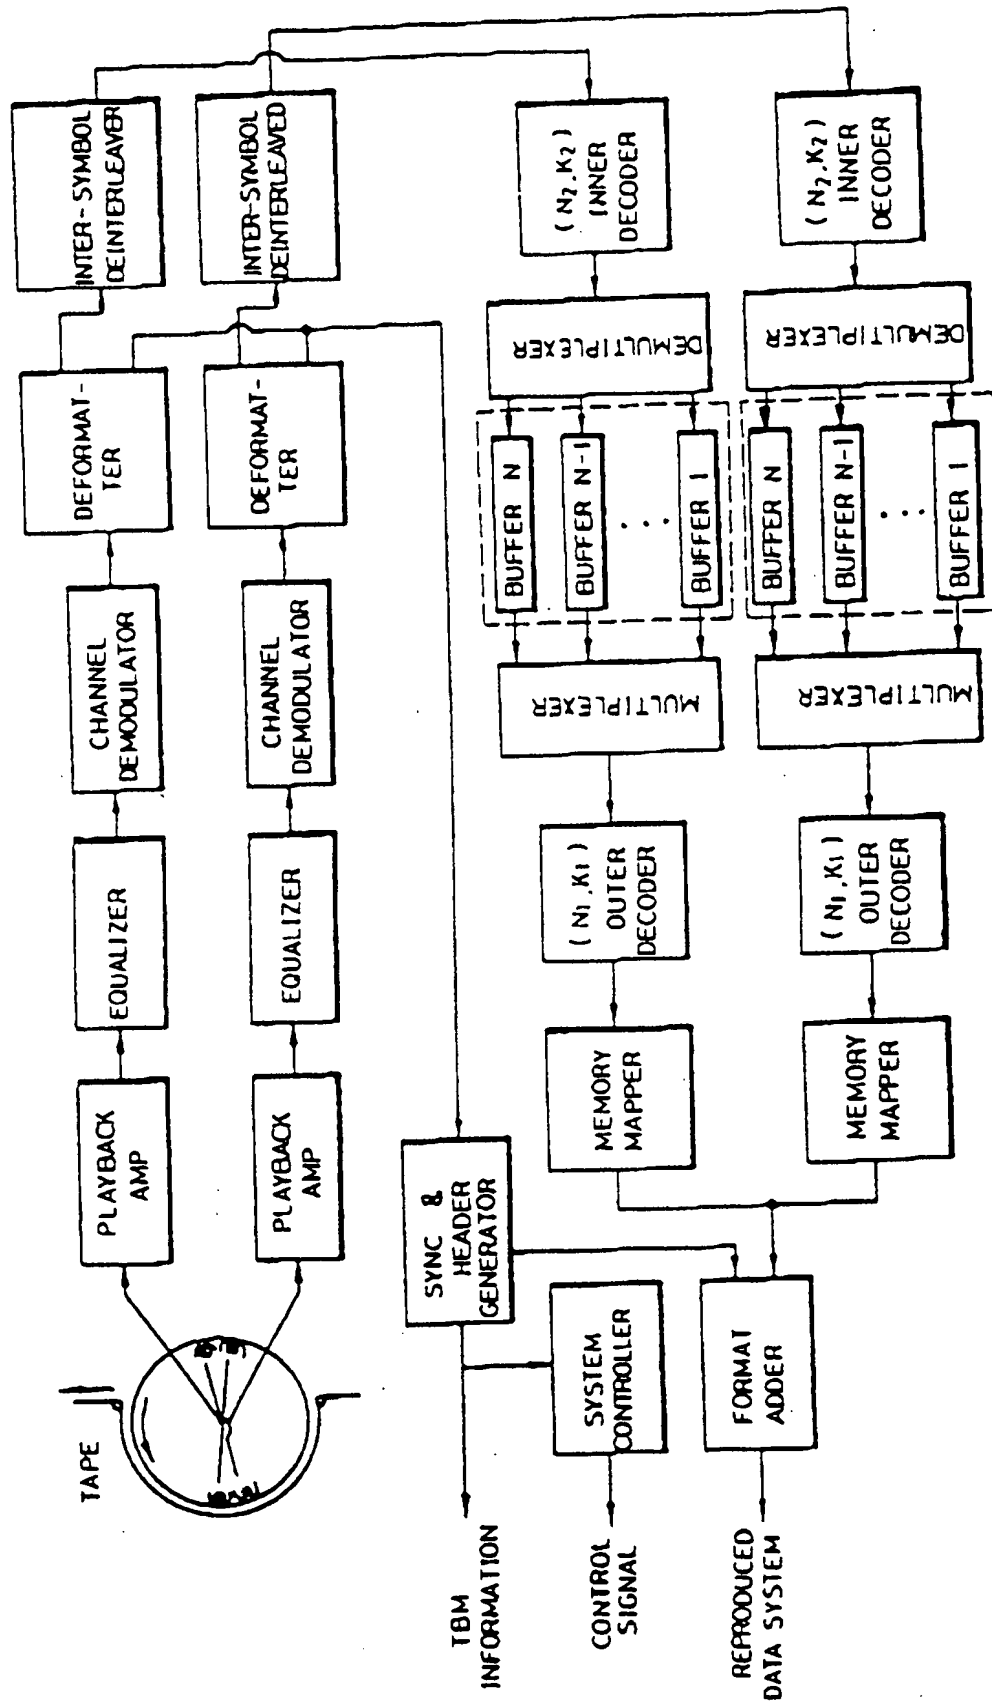 TAPE
PLAYBACK
AMP
EQUALIZER
CHANNEL
DEMODULATOR
DEFORMAT-
TER
INTER-SYMBOL
DEINTERLEAVER
PLAYBACK
AMP
EQUALIZER
CHANNEL
DEMODULATOR
DEFORMAT-
TER
INTER-SYMBOL
DEINTERLEAVED
TBM
INFORMATION
SYNC &
HEADER
GENERATOR
CONTROL
SIGNAL
SYSTEM
CONTROLLER
REPRODUCED
DATA SYSTEM
FORMAT
ADDER
MEMORY
MAPPER
(N₁,K₁)
OUTER
DECODER
MULTIPLEXER
BUFFER N
BUFFER N-1
. . .
BUFFER 1
DEMULTIPLEXER
(N₂,K₂)
INNER
DECODER
MEMORY
MAPPER
(N₁,K₁)
OUTER
DECODER
MULTIPLEXER
BUFFER N
BUFFER N-1
. . .
BUFFER 1
DEMULTIPLEXER
(N₂,K₂)
INNER
DECODER